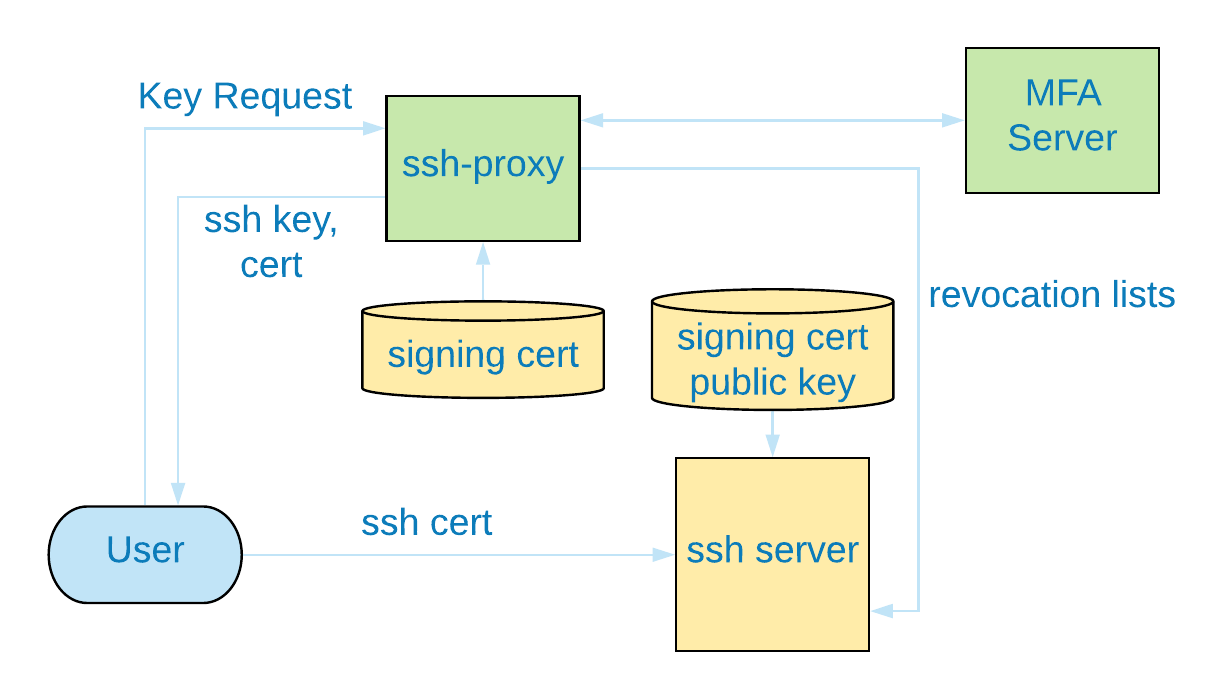 Key Request
ssh-proxy
MFA
Server
ssh key,
cert
signing cert
signing cert
public key
revocation lists
User
ssh cert
ssh server